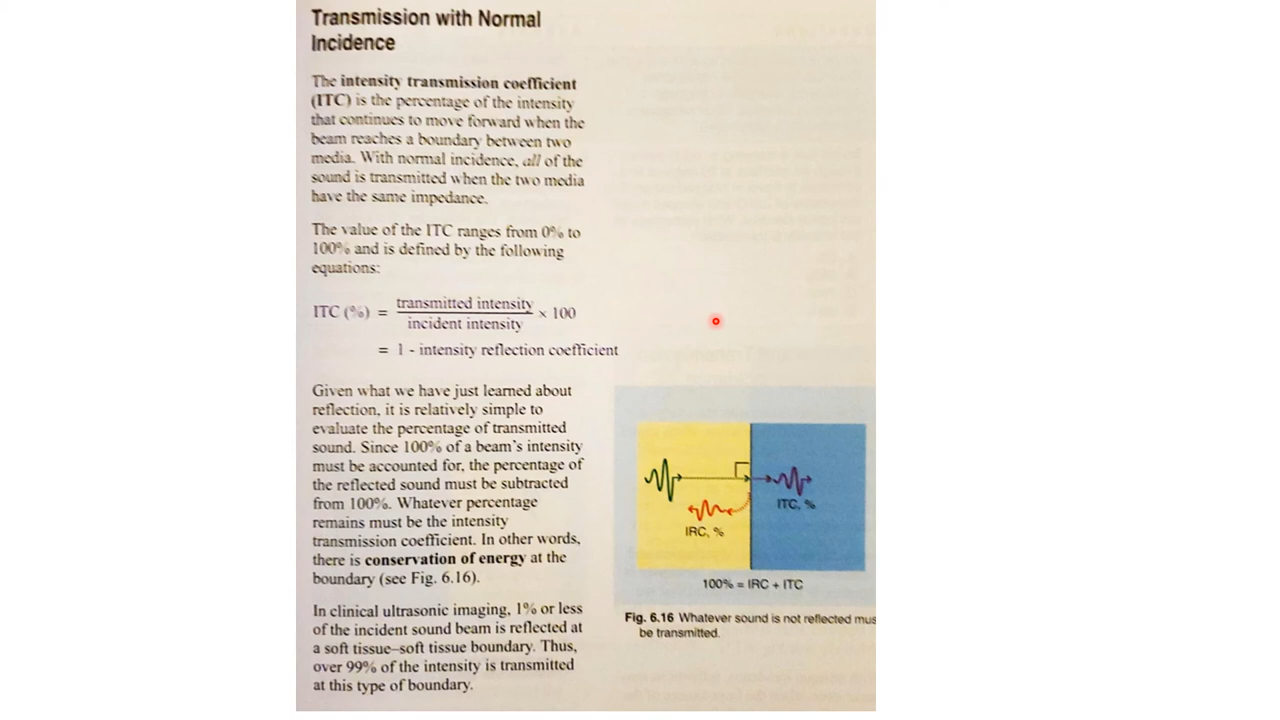 Transmission with Normal
Incidence
The intensity transmission coefficient
(ITC) is the percentage of the intensity
that continues to move forward when the
beam reaches a boundary between two
media. With normal incidence, all of the
sound is transmitted when the two media
have the same impedance.
The value of the ITC ranges from 0% to
100% and is defined by the following
equations:
ITC (%) = transmitted intensity
incident intensity × 100
= 1 - intensity reflection coefficient
Given what we have just learned about
reflection, it is relatively simple to
evaluate the percentage of transmitted
sound. Since 100% of a beam's intensity
must be accounted for, the percentage of
the reflected sound must be subtracted
from 100%. Whatever percentage
remains must be the intensity
transmission coefficient. In other words,
there is conservation of energy at the
boundary (see Fig. 6.16).
In clinical ultrasonic imaging, 1% or less
of the incident sound beam is reflected at
a soft tissue–soft tissue boundary. Thus,
over 99% of the intensity is transmitted
at this type of boundary.
ITC, %
IRC, %
100% = IRC + ITC
Fig. 6.16 Whatever sound is not reflected mus
be transmitted.